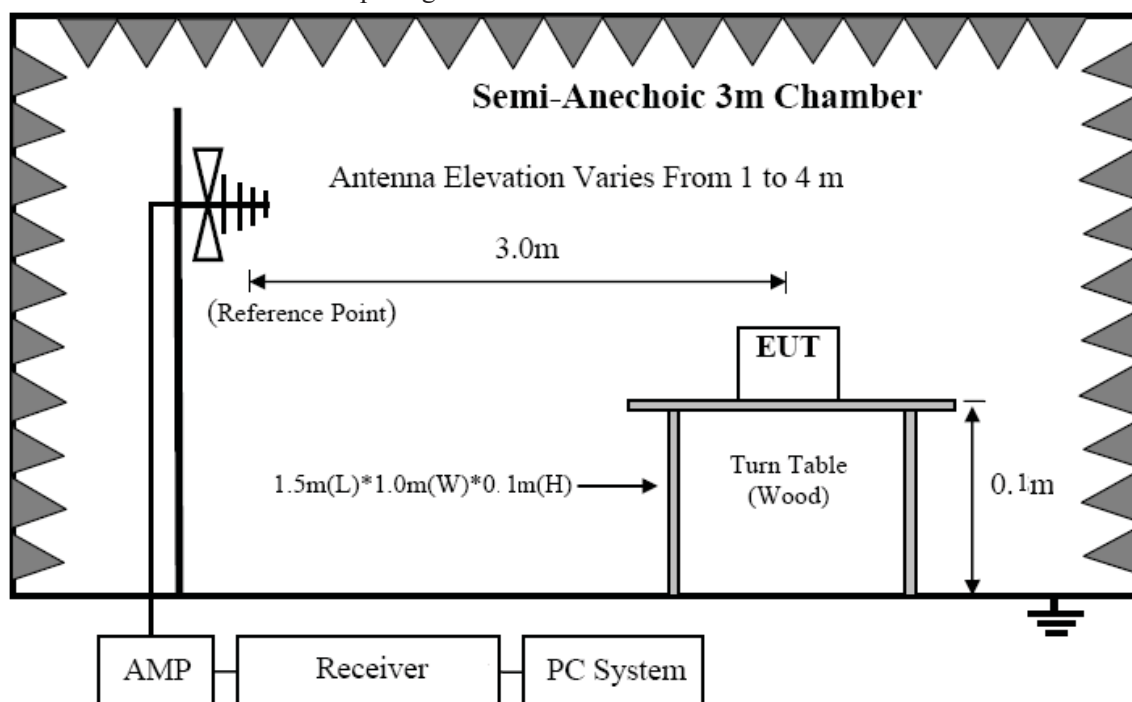 Semi-Anechoic 3m Chamber
Antenna Elevation Varies From 1 to 4 m
3.0m
(Reference Point)
EUT
1.5m(L)*1.0m(W)*0.1m(H)
Turn Table
(Wood)
0.1m
AMP
Receiver
PC System